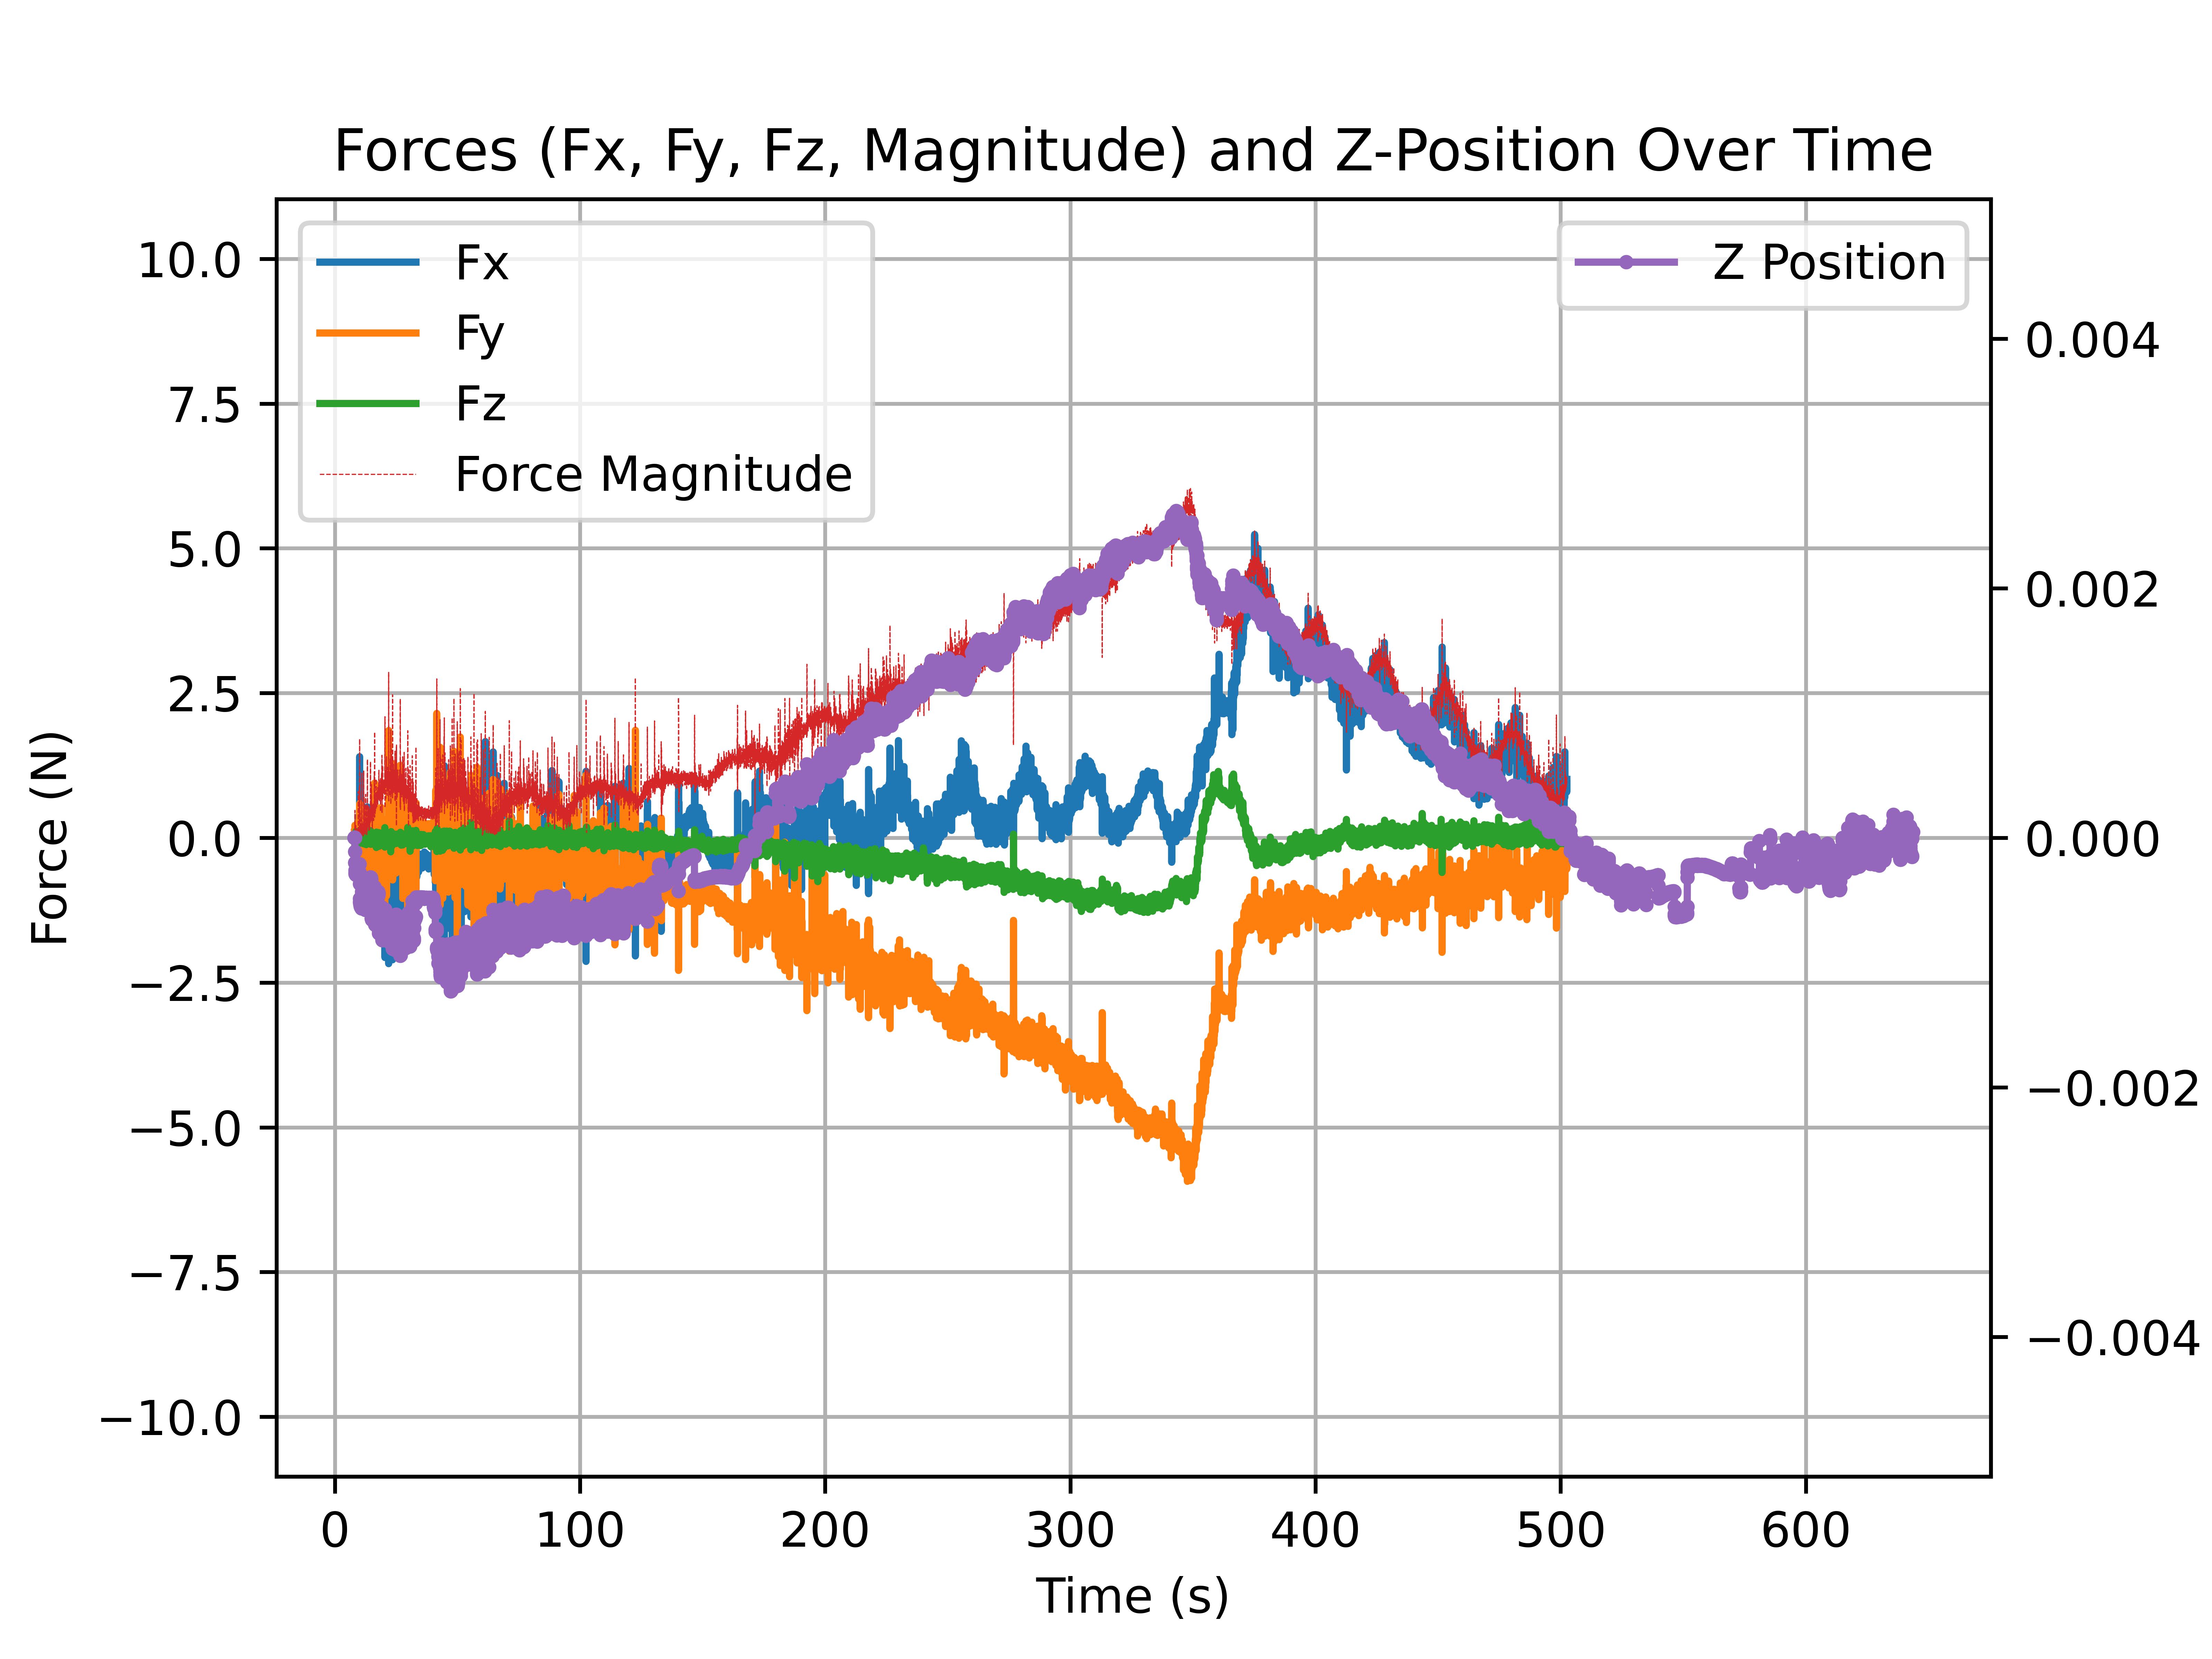 Forces (Fx, Fy, Fz, Magnitude) and Z-Position Over Time
Fx
Fy
Fz
Force Magnitude
Z Position
10.0
7.5
5.0
2.5
0.0
−2.5
−5.0
−7.5
−10.0
Force (N)
0.004
0.002
0.000
−0.002
−0.004
0 100 200 300 400 500 600
Time (s)